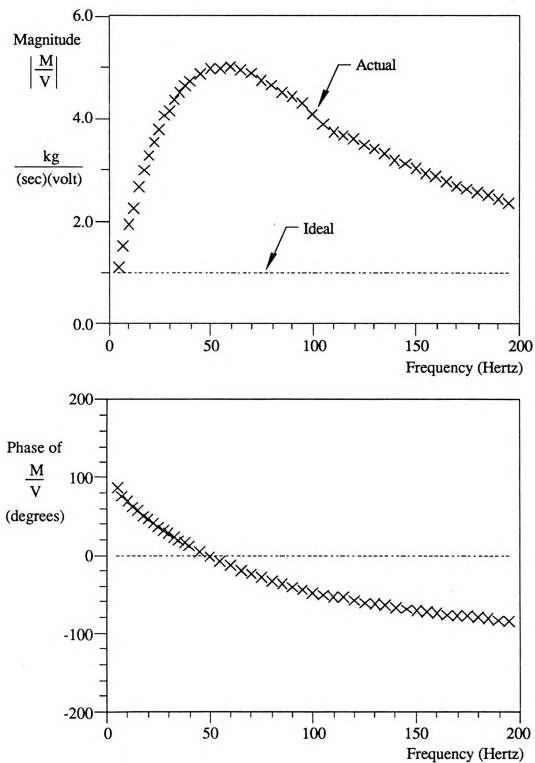 6.0
Magnitude
M
V
Actual
4.0
kg
(sec)(volt)
2.0
Ideal
0.0
0 50 100 150 200
Frequency (Hertz)
200
Phase of
M
V
(degrees)
100
0
-100
-200
0 50 100 150 200
Frequency (Hertz)